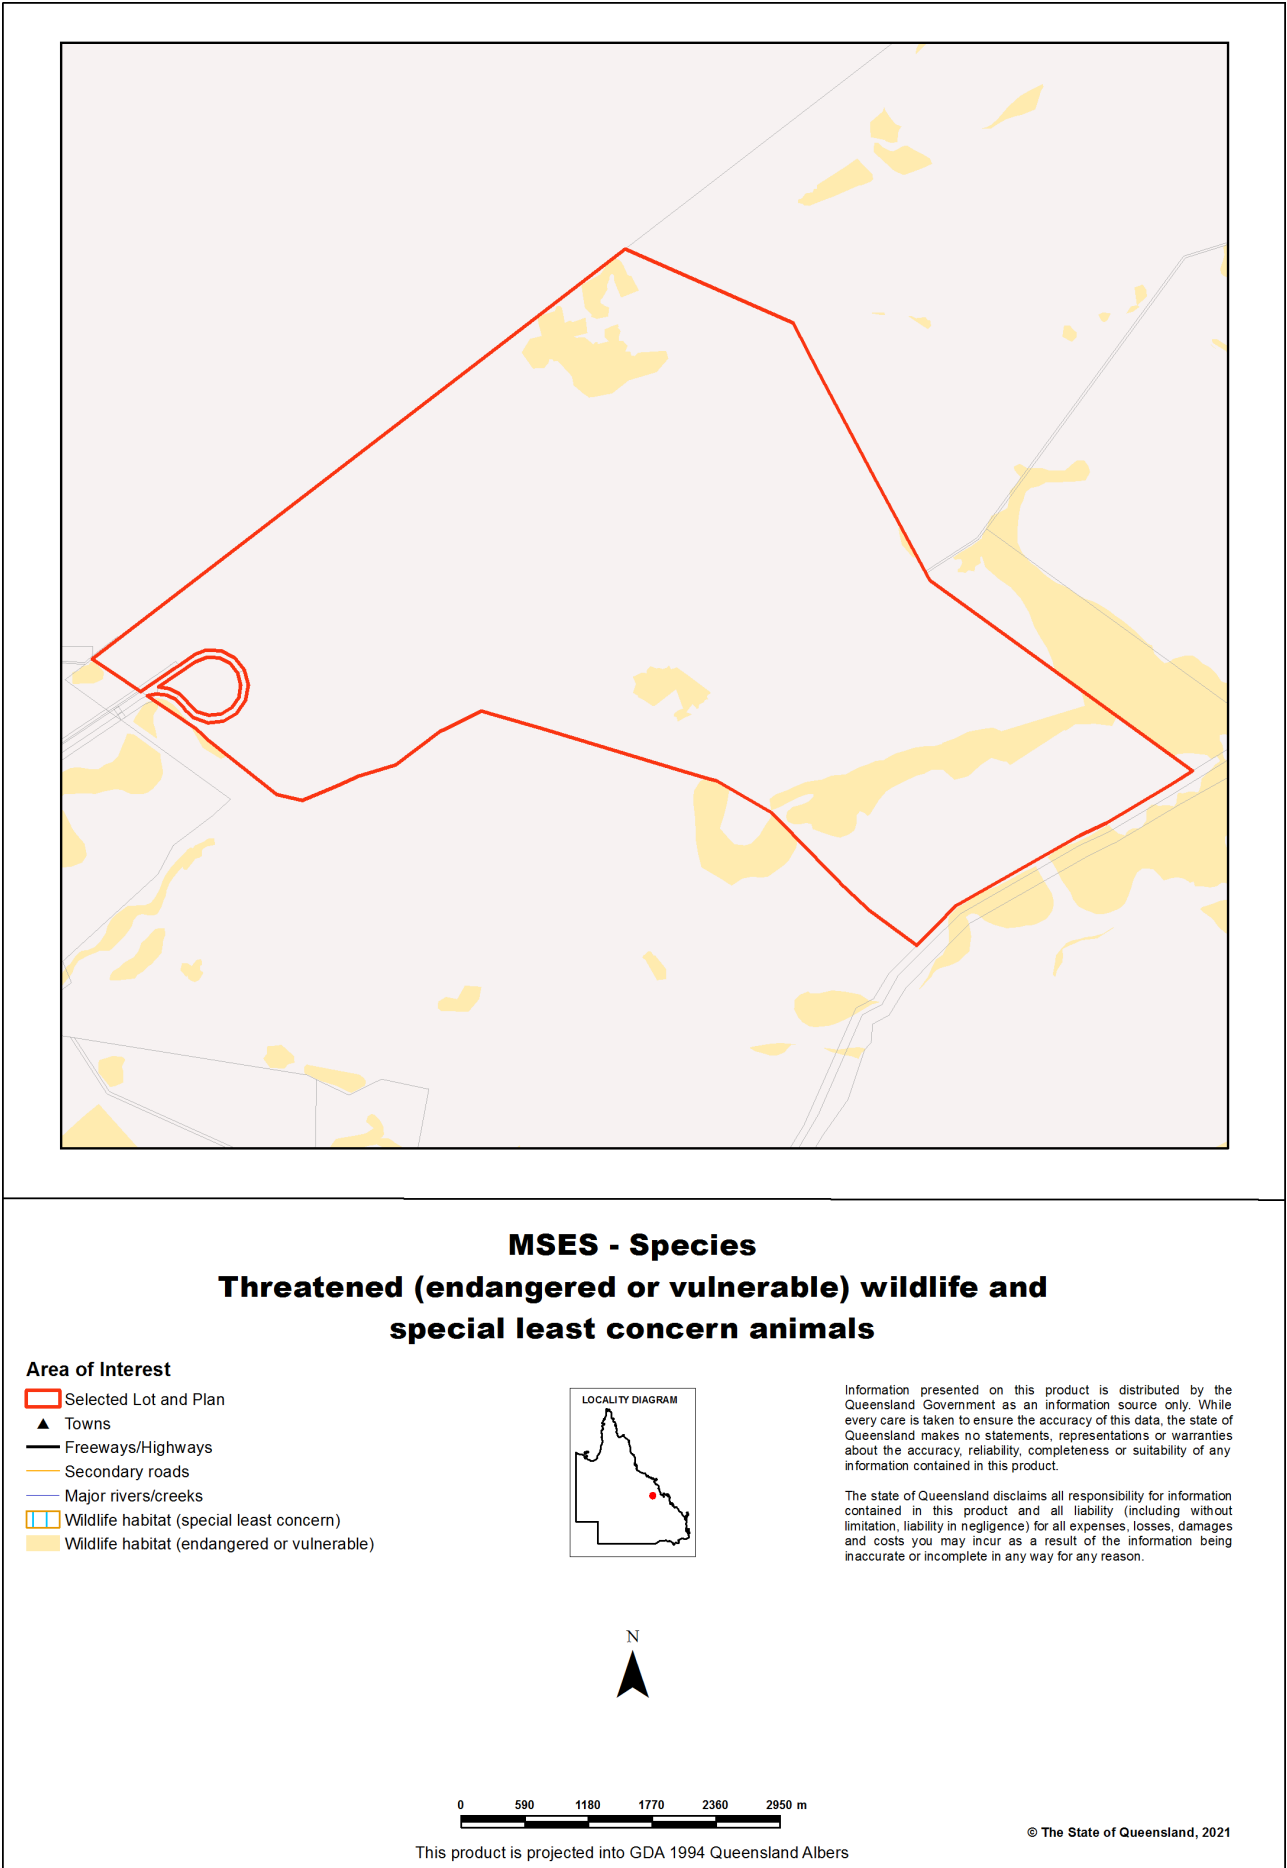 MSES - Species
Threatened (endangered or vulnerable) wildlife and
special least concern animals
Area of Interest
Selected Lot and Plan
Towns
Freeways/Highways
Secondary roads
Major rivers/creeks
Wildlife habitat (special least concern)
Wildlife habitat (endangered or vulnerable)
LOCALITY DIAGRAM
Information presented on this product is distributed by the
Queensland Government as an information source only. While
every care is taken to ensure the accuracy of this data, the state of
Queensland makes no statements, representations or warranties
about the accuracy, reliability, completeness or suitability of any
information contained in this product.
The state of Queensland disclaims all responsibility for information
contained in this product and all liability (including without
limitation, liability in negligence) for all expenses, losses, damages
and costs you may incur as a result of the information being
inaccurate or incomplete in any way for any reason.
N
0 590 1180 1770 2360 2950 m
© The State of Queensland, 2021
This product is projected into GDA 1994 Queensland Albers